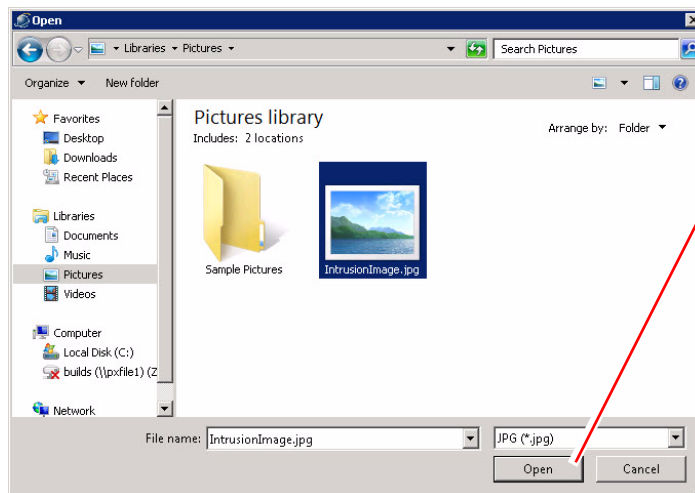 Open
Libraries Pictures
Search Pictures
Organize New folder
Favorites
Desktop
Downloads
Recent Places
Libraries
Documents
Music
Pictures
Videos
Computer
Local Disk (C:)
builds (\\pxfile1) (Z
Network
Pictures library
Includes: 2 locations
Arrange by: Folder
Sample Pictures
IntrusionImage.jpg
File name: IntrusionImage.jpg
JPG (*.jpg)
Open Cancel